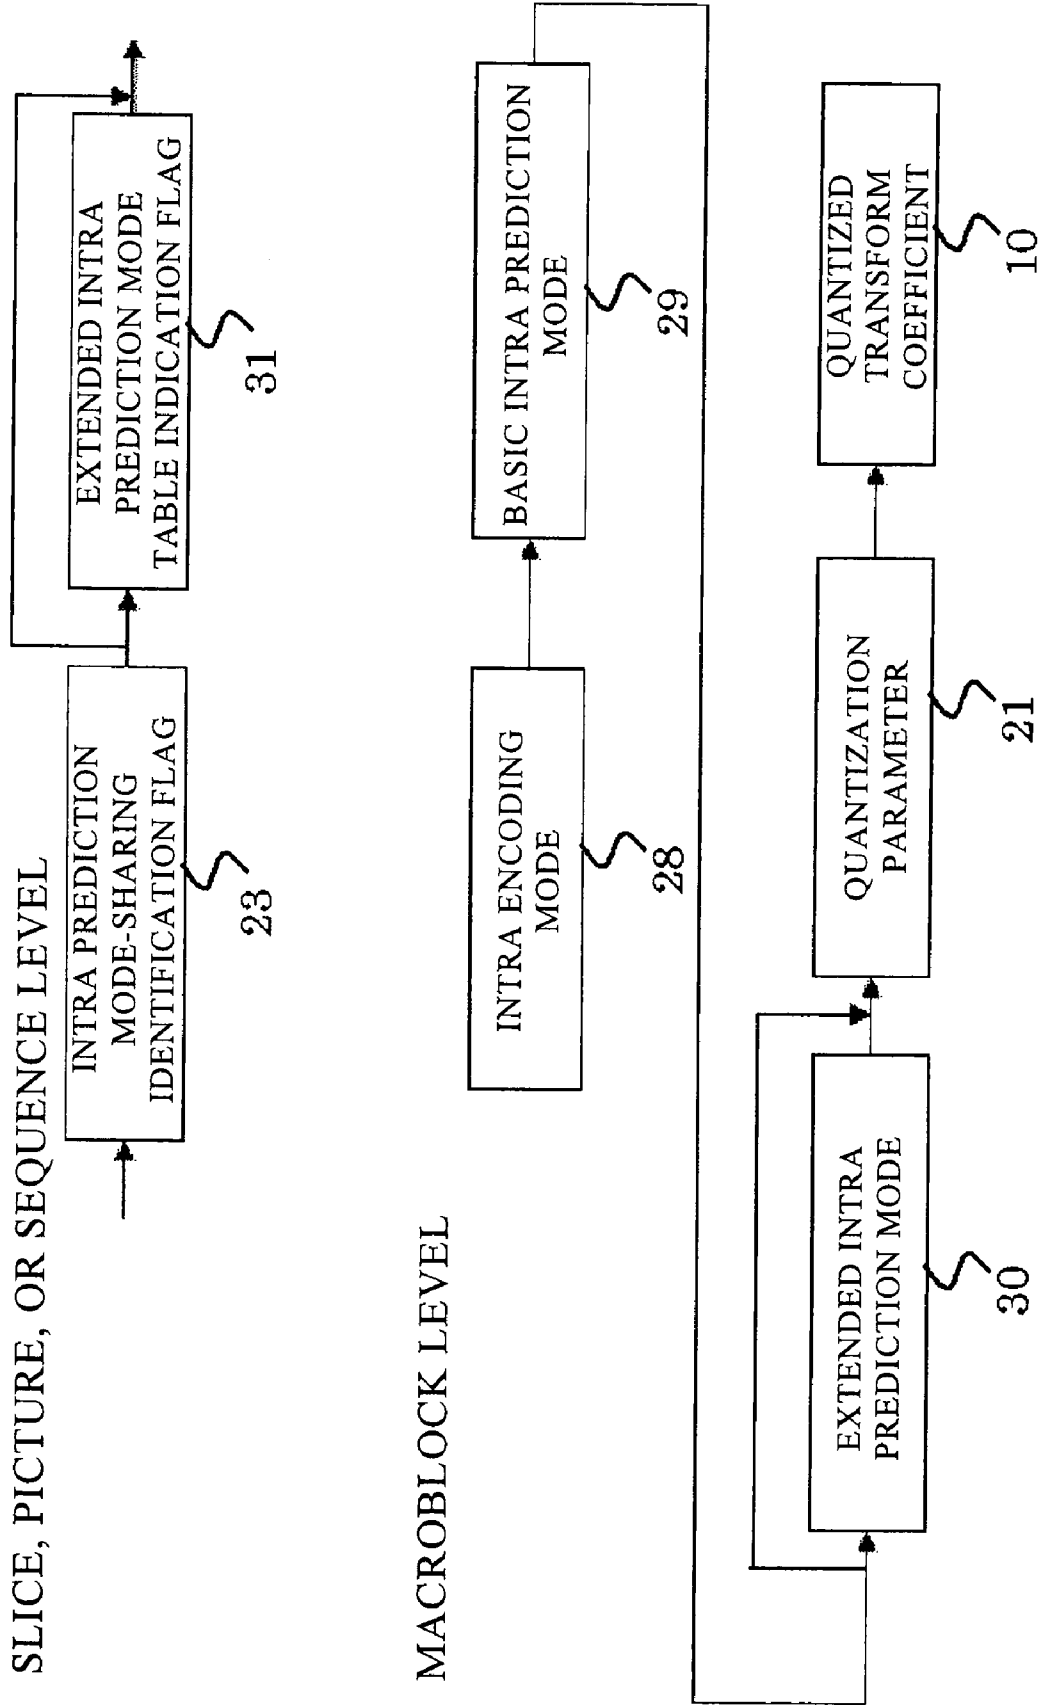 SLICE, PICTURE, OR SEQUENCE LEVEL
INTRA PREDICTION
MODE-SHARING
IDENTIFICATION FLAG
23
EXTENDED INTRA
PREDICTION MODE
TABLE INDICATION FLAG
31
MACROBLOCK LEVEL
INTRA ENCODING
MODE
28
BASIC INTRA PREDICTION
MODE
29
EXTENDED INTRA
PREDICTION MODE
30
QUANTIZATION
PARAMETER
21
QUANTIZED
TRANSFORM
COEFFICIENT
10